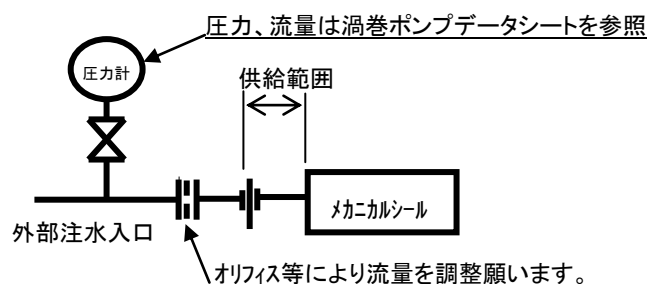 圧力、流量は渦巻ポンプデータシートを参照
圧力計
供給範囲
メカニカルシール
外部注水入口
オリフィス等により流量を調整願います。